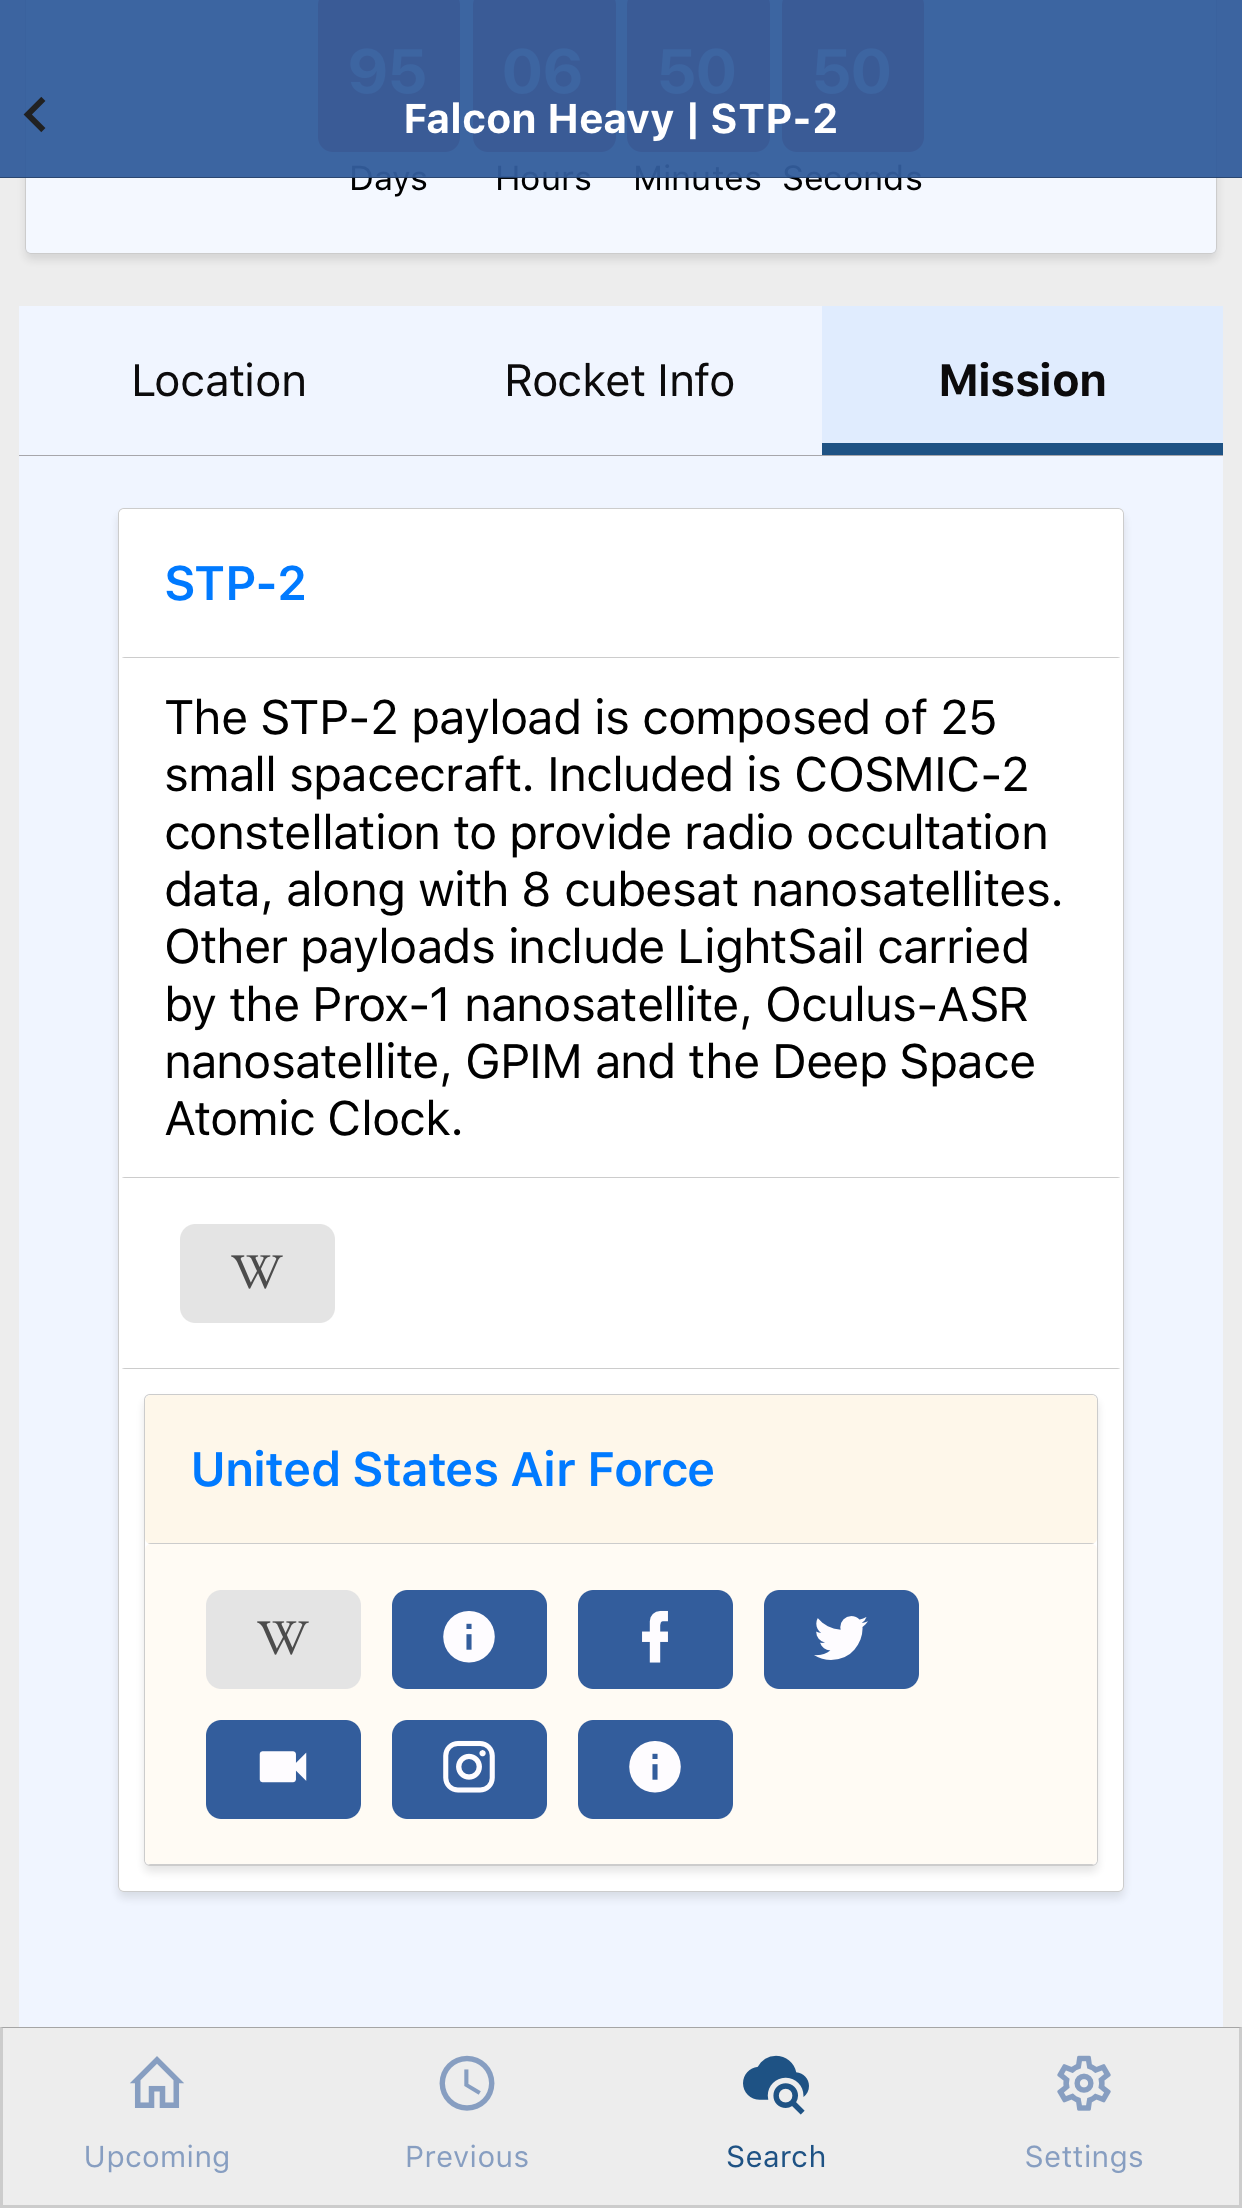 95 06 50 50
Falcon Heavy | STP-2
Days Hours Minutes Seconds
Location Rocket Info Mission
STP-2
The STP-2 payload is composed of 25
small spacecraft. Included is COSMIC-2
constellation to provide radio occultation
data, along with 8 cubesat nanosatellites.
Other payloads include LightSail carried
by the Prox-1 nanosatellite, Oculus-ASR
nanosatellite, GPIM and the Deep Space
Atomic Clock.
W
United States Air Force
W
Upcoming Previous Search Settings